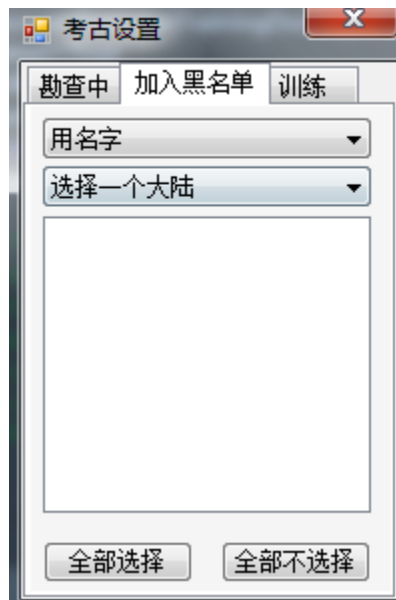 考古设置
勘查中 加入黑名单 训练
用名字
选择一个大陆
全部选择 全部不选择